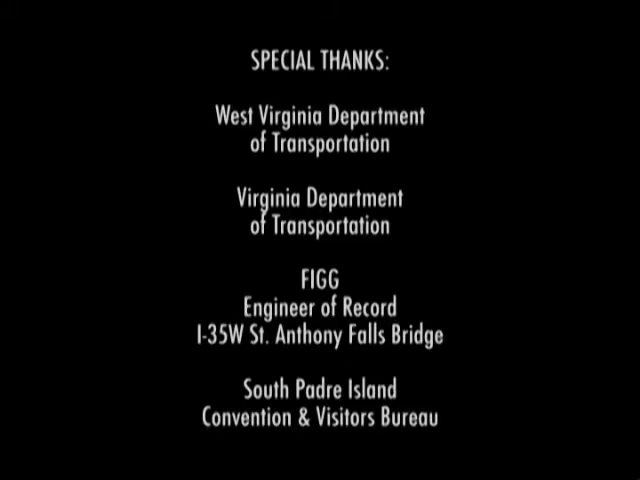 SPECIAL THANKS:
West Virginia Department
of Transportation
Virginia Department
of Transportation
FIGG
Engineer of Record
I-35W St. Anthony Falls Bridge
South Padre Island
Convention & Visitors Bureau